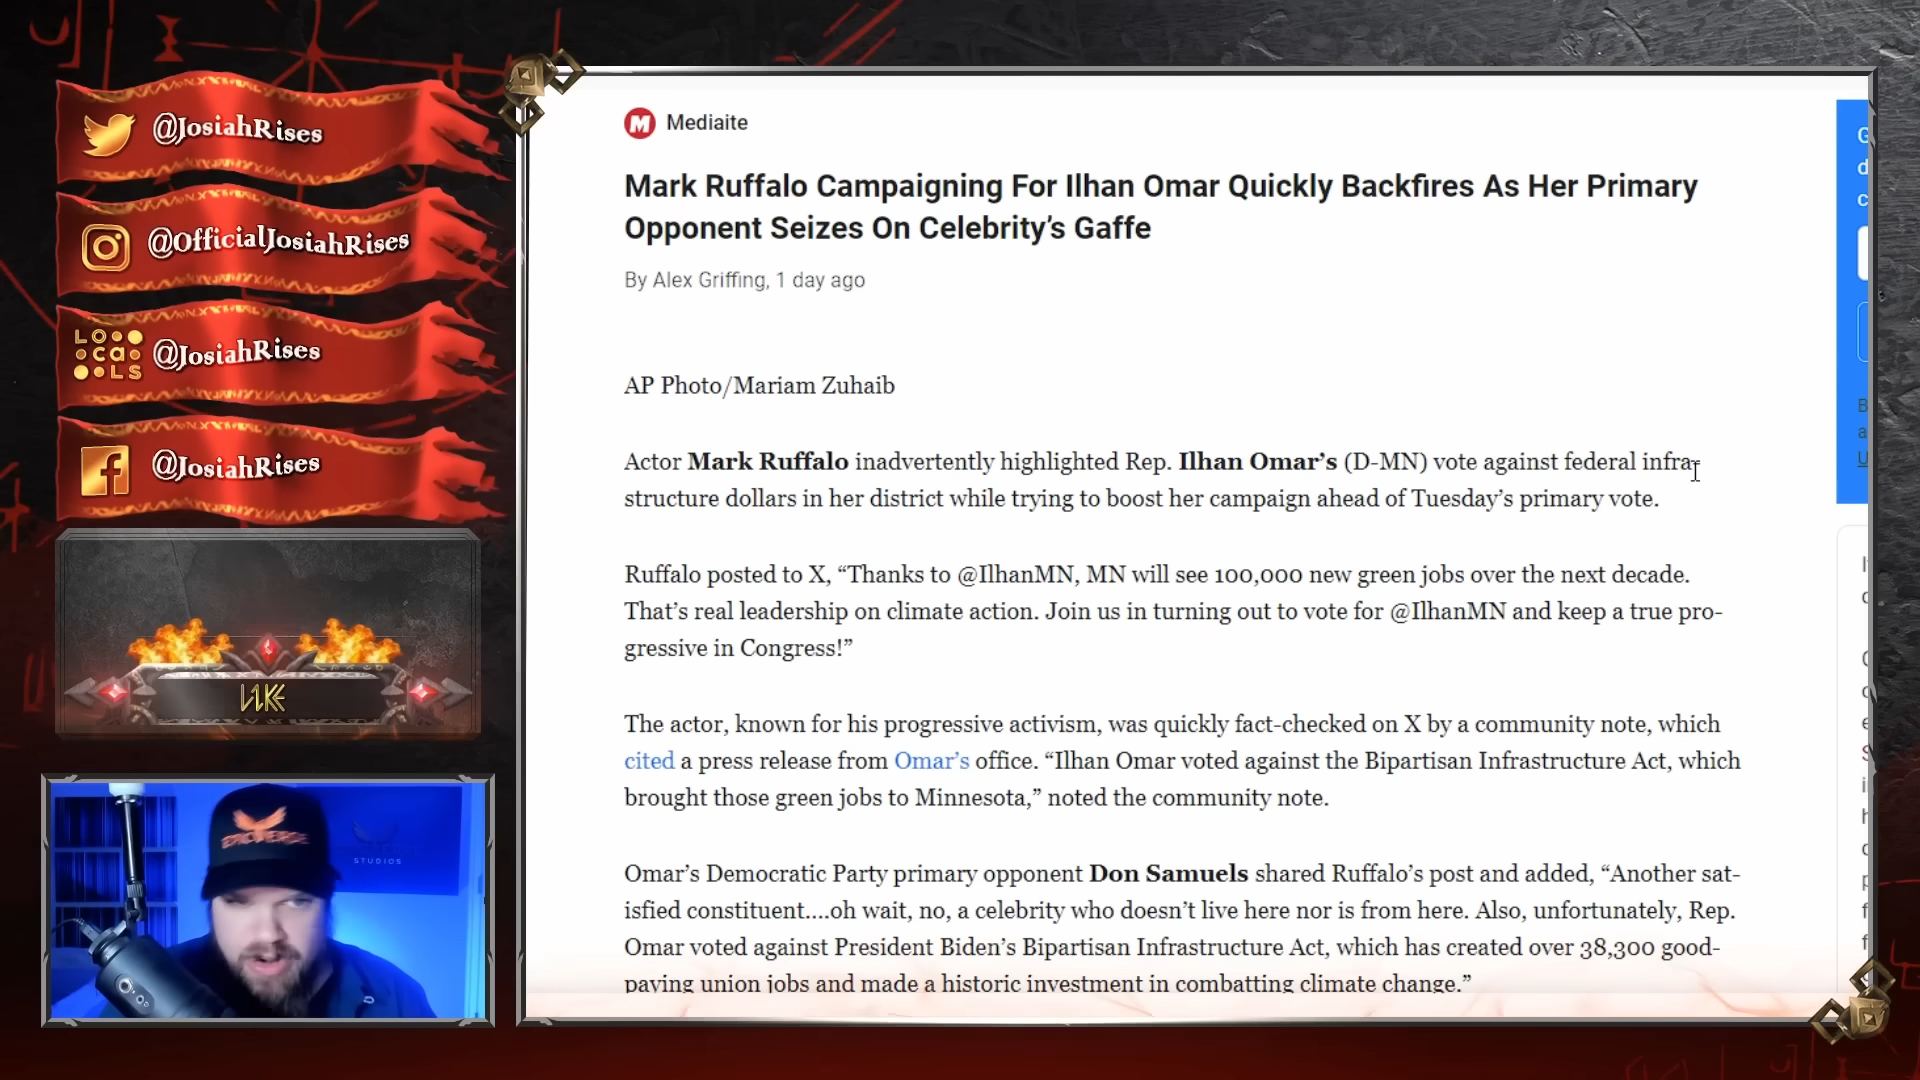 @JosiahRises
@OfficialJosiahRises
LOCALS @JosiahRises
@JosiahRises
LIKE
STUDIOS
Mediaite
Mark Ruffalo Campaigning For Ilhan Omar Quickly Backfires As Her Primary
Opponent Seizes On Celebrity’s Gaffe
By Alex Griffing, 1 day ago
AP Photo/Mariam Zuhaib
Actor Mark Ruffalo inadvertently highlighted Rep. Ilhan Omar’s (D-MN) vote against federal infra-
structure dollars in her district while trying to boost her campaign ahead of Tuesday’s primary vote.
Ruffalo posted to X, “Thanks to @IlhanMN, MN will see 100,000 new green jobs over the next decade.
That’s real leadership on climate action. Join us in turning out to vote for @IlhanMN and keep a true pro-
gressive in Congress!”
The actor, known for his progressive activism, was quickly fact-checked on X by a community note, which
cited a press release from Omar’s office. “Ilhan Omar voted against the Bipartisan Infrastructure Act, which
brought those green jobs to Minnesota,” noted the community note.
Omar’s Democratic Party primary opponent Don Samuels shared Ruffalo’s post and added, “Another sat-
isfied constituent....oh wait, no, a celebrity who doesn’t live here nor is from here. Also, unfortunately, Rep.
Omar voted against President Biden’s Bipartisan Infrastructure Act, which has created over 38,300 good-
paying union jobs and made a historic investment in combatting climate change.”